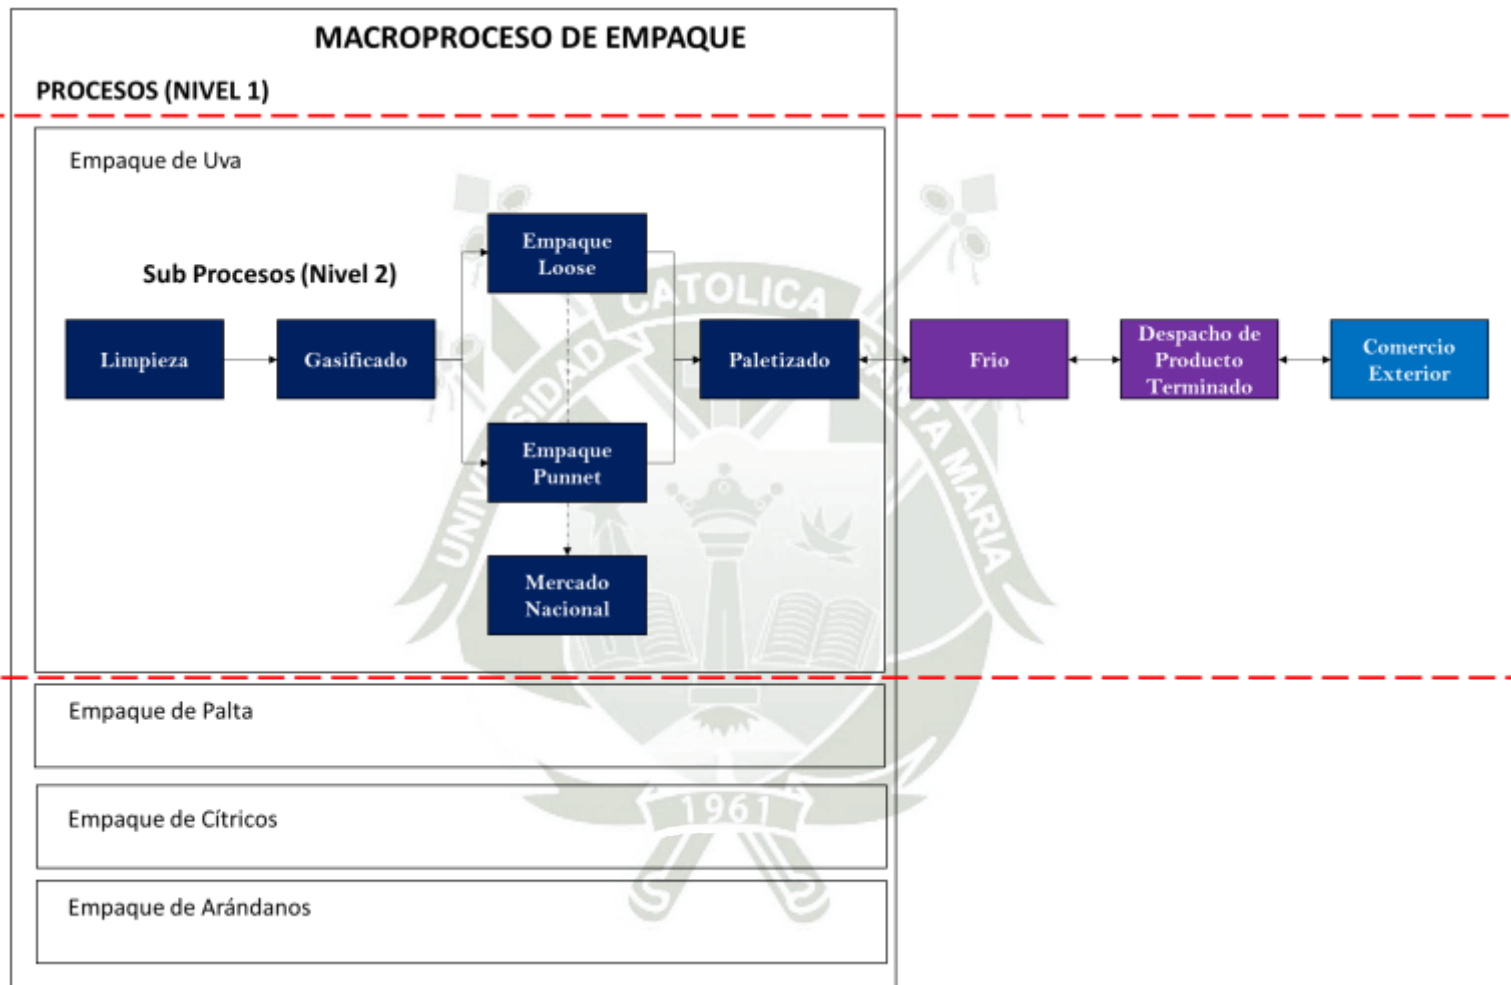 MACROPROCESO DE EMPAQUE
PROCESOS (NIVEL 1)
Empaque de Uva
Sub Procesos (Nivel 2)
Limpieza
Gasificado
Empaque
Loose
Empaque
Punnet
Mercado
Nacional
Paletizado
Frio
Despacho de
Producto
Terminado
Comercio
Exterior
Empaque de Palta
Empaque de Cítricos
Empaque de Arándanos
UNIVERSIDAD CATOLICA SANTA MARIA
1961